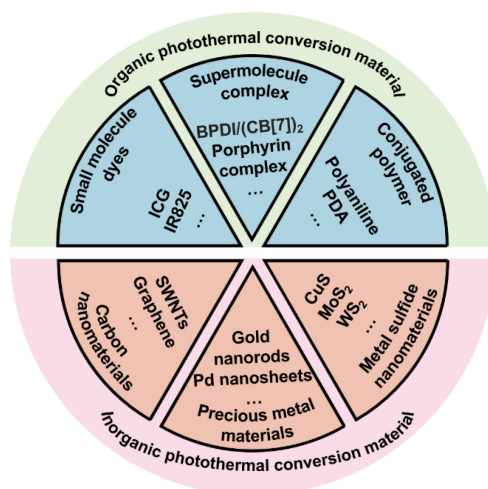 Organic photothermal conversion material
Small molecule
dyes
ICG
IR825
...
Supermolecule
complex
BPDI/(CB[7])₂
Porphyrin
complex
...
Conjugated
polymer
Polyaniline
PDA
...
SWNTs
Graphene
...
Carbon
nanomaterials
Gold
nanorods
Pd nanosheets
...
Precious metal
materials
CuS
MoS₂
WS₂
...
Metal sulfide
nanomaterials
Inorganic photothermal conversion material